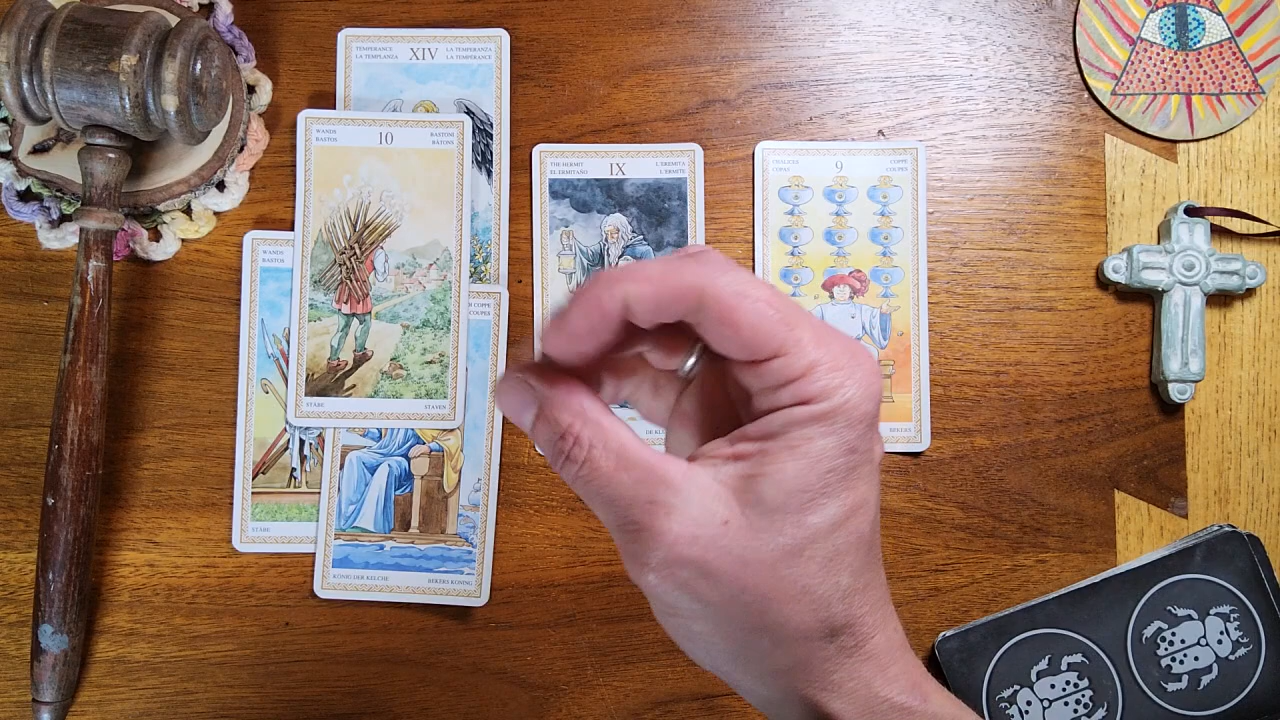 TEMPERANCE
LA TEMPLANZA
XIV
LA TEMPERANZA
LA TEMPÉRANCE
WANDS
BASTOS
10
BASTONI
BÂTONS
STÄBE
STAVEN
WANDS
BASTOS
STÄBE
DI COPPE
COUPES
KÖNIG DER KELCHE
BEKERS KONING
THE HERMIT
EL ERMITAÑO
IX
L'EREMITA
L'ERMITE
CHALICES
COPAS
9
COPPE
COUPES
BEKERS